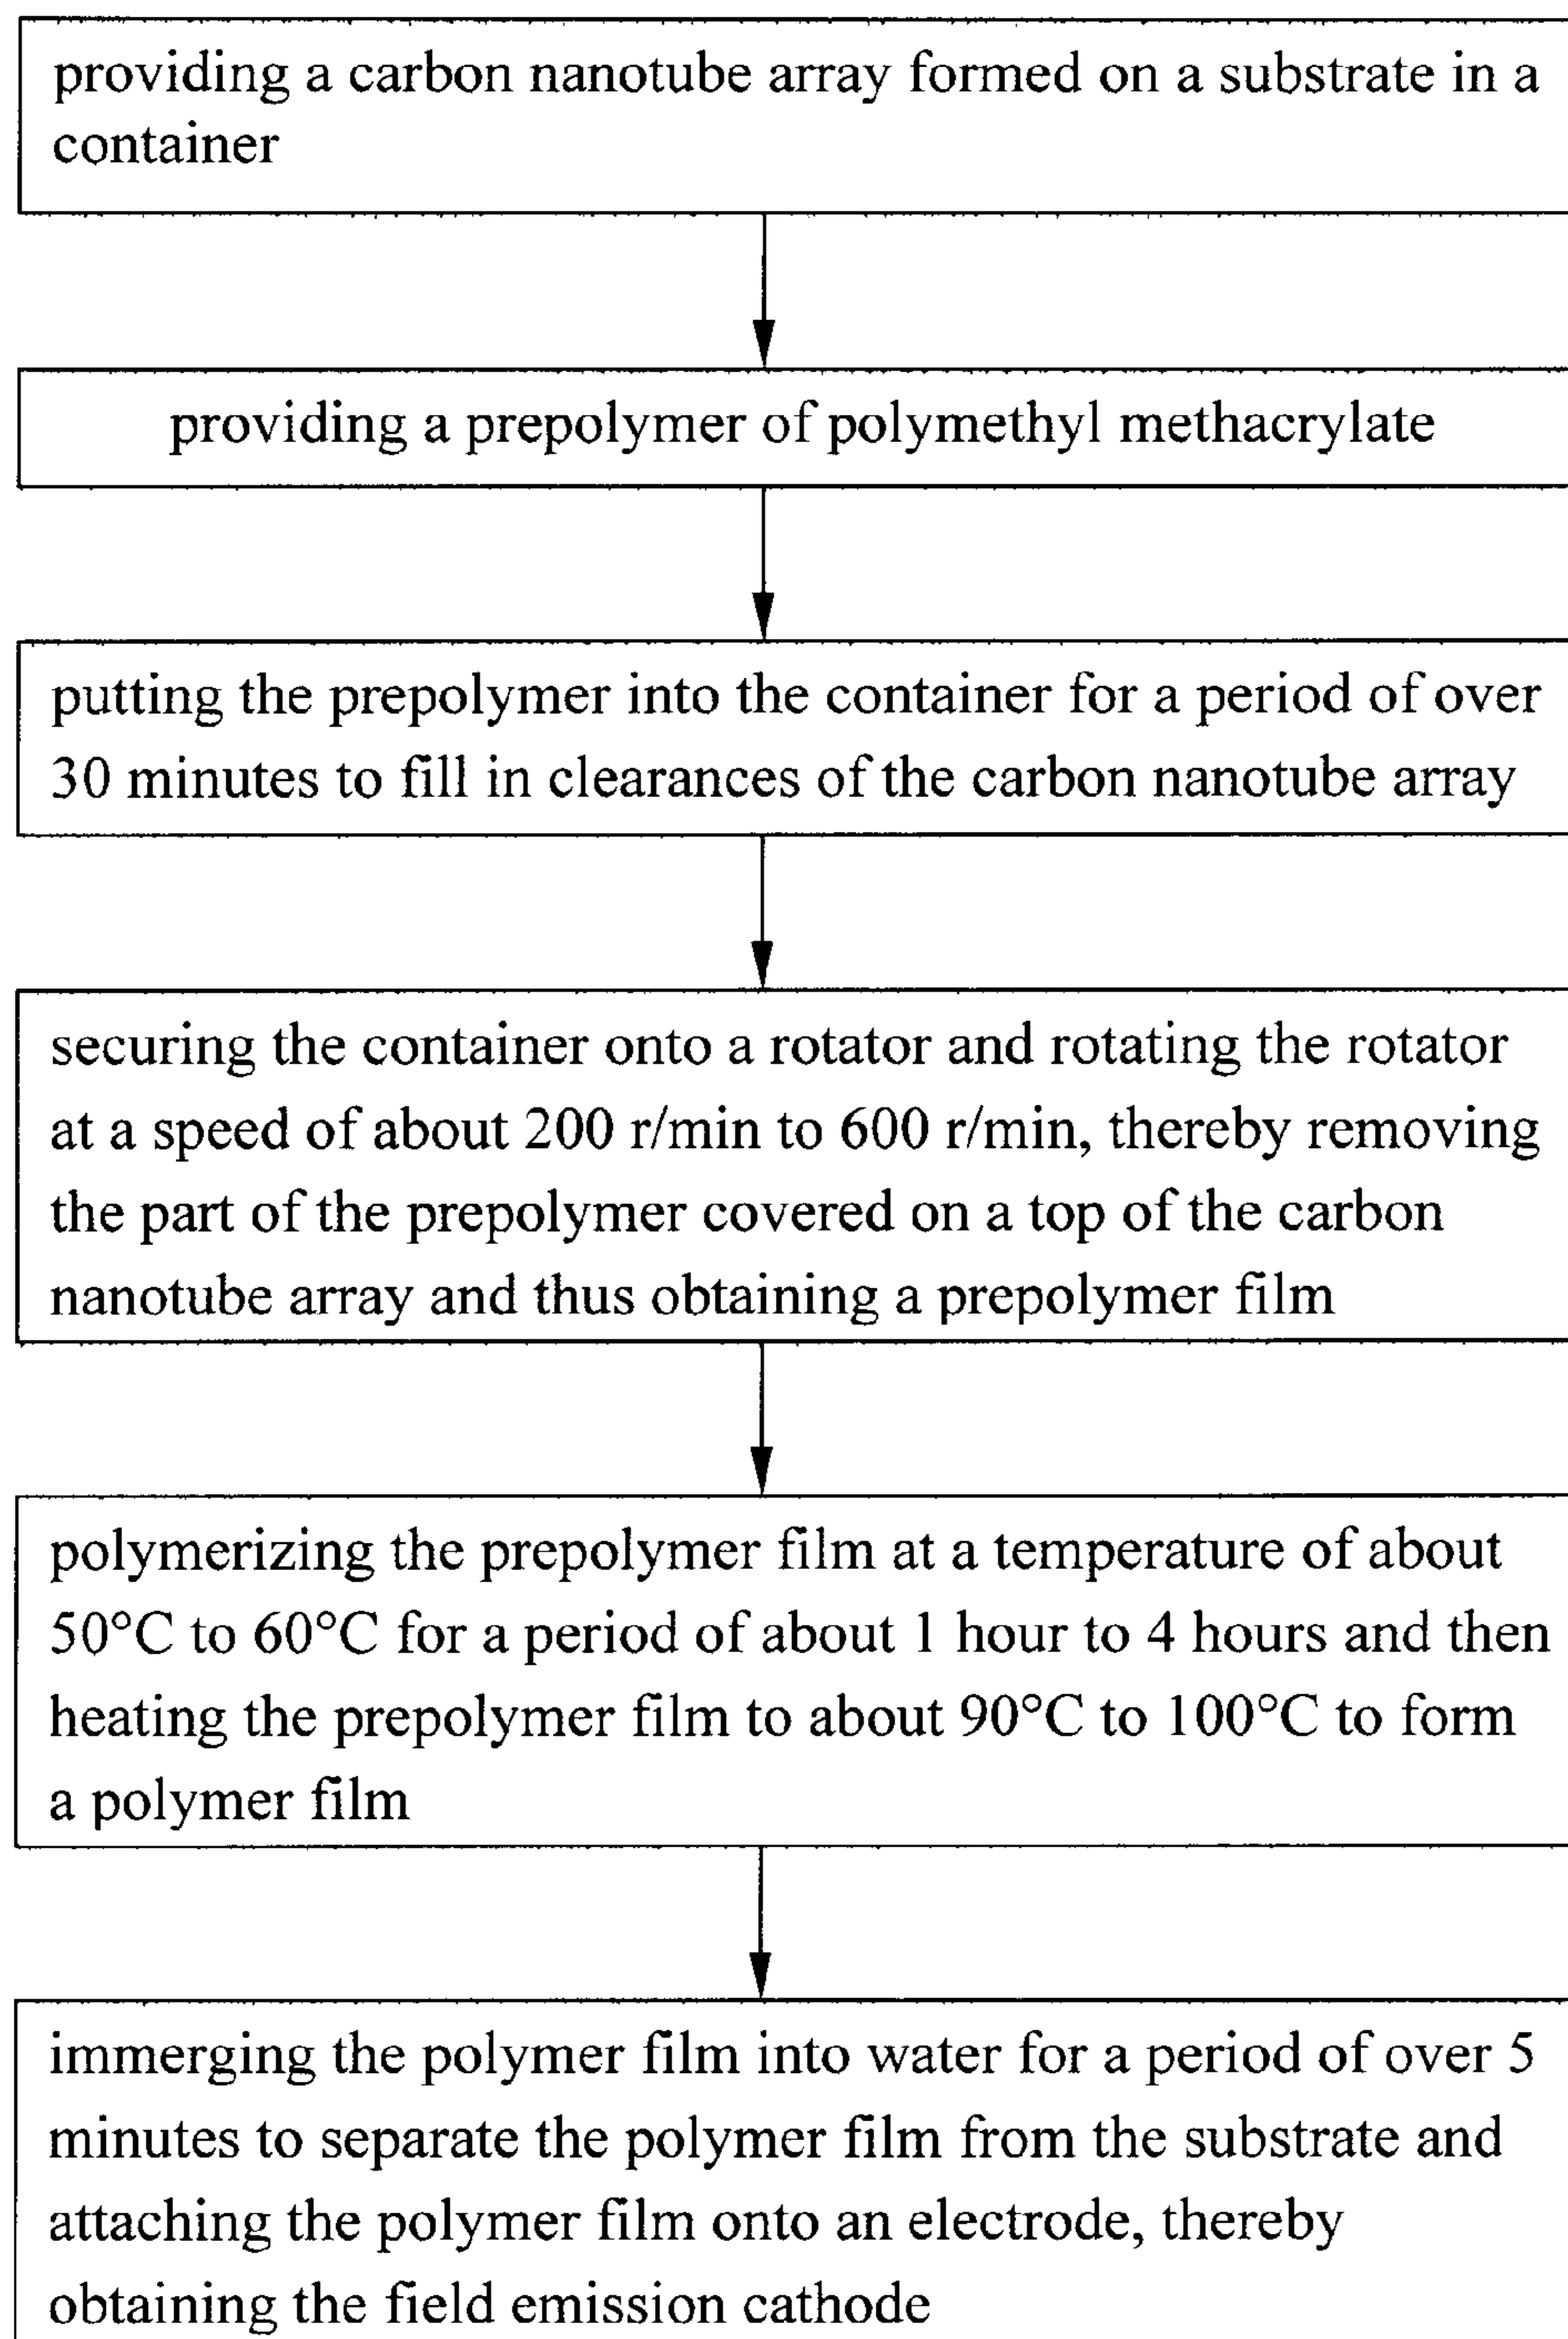 providing a carbon nanotube array formed on a substrate in a
container
providing a prepolymer of polymethyl methacrylate
putting the prepolymer into the container for a period of over
30 minutes to fill in clearances of the carbon nanotube array
securing the container onto a rotator and rotating the rotator
at a speed of about 200 r/min to 600 r/min, thereby removing
the part of the prepolymer covered on a top of the carbon
nanotube array and thus obtaining a prepolymer film
polymerizing the prepolymer film at a temperature of about
50°C to 60°C for a period of about 1 hour to 4 hours and then
heating the prepolymer film to about 90°C to 100°C to form
a polymer film
immerging the polymer film into water for a period of over 5
minutes to separate the polymer film from the substrate and
attaching the polymer film onto an electrode, thereby
obtaining the field emission cathode